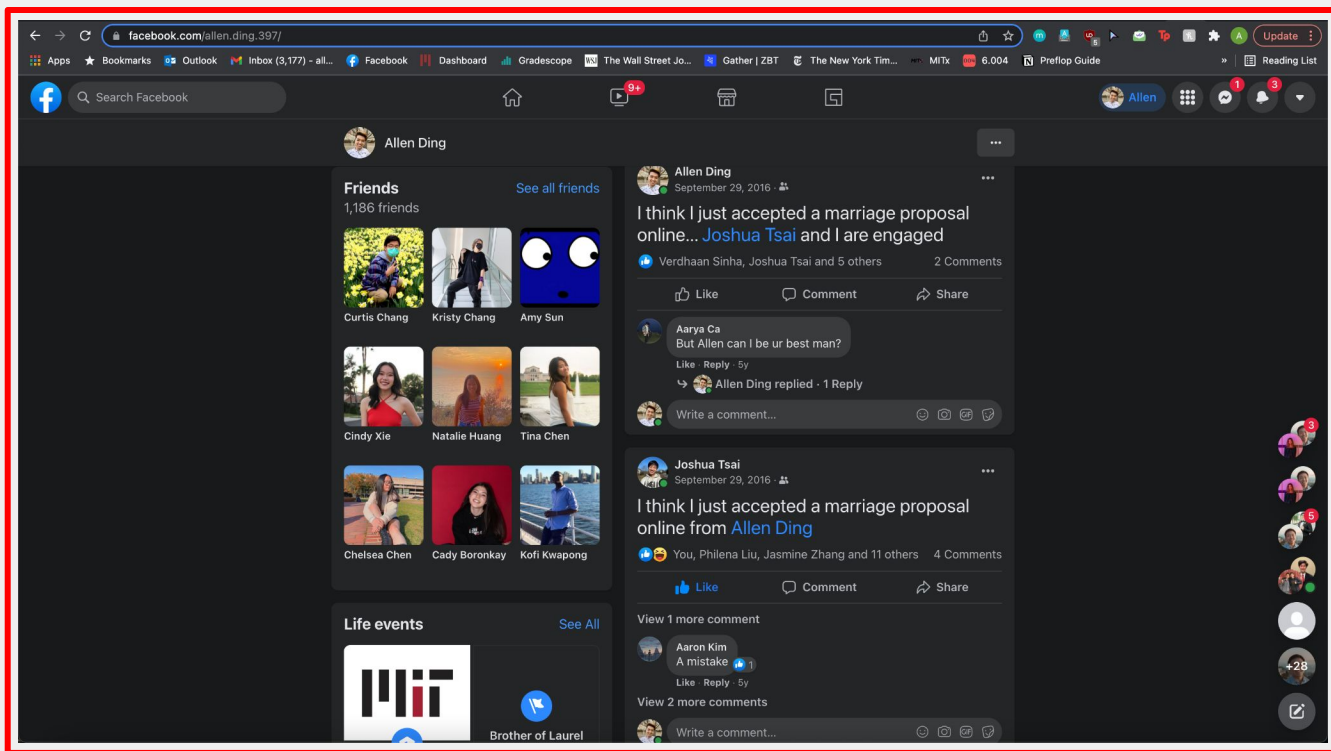 facebook.com/allen.ding.397/
Update
Apps Bookmarks Outlook Inbox (3,177) - all... Facebook Dashboard Gradescope The Wall Street Jo... Gather | ZBT The New York Tim... MITx 6.004 Preflop Guide » Reading List
Search Facebook
9+
Allen
1
3
Allen Ding
Friends
See all friends
1,186 friends
Curtis Chang
Kristy Chang
Amy Sun
Cindy Xie
Natalie Huang
Tina Chen
Chelsea Chen
Cady Boronkay
Kofi Kwapong
Life events
See All
MiT
Brother of Laurel
Allen Ding
September 29, 2016 ·
I think I just accepted a marriage proposal
online... Joshua Tsai and I are engaged
Verdhaan Sinha, Joshua Tsai and 5 others 2 Comments
Like Comment Share
Aarya Ca
But Allen can I be ur best man?
Like · Reply · 5y
Allen Ding replied · 1 Reply
Write a comment...
GIF
Joshua Tsai
September 29, 2016 ·
I think I just accepted a marriage proposal
online from Allen Ding
You, Philena Liu, Jasmine Zhang and 11 others 4 Comments
Like Comment Share
View 1 more comment
Aaron Kim
A mistake
1
Like · Reply · 5y
View 2 more comments
Write a comment...
GIF
3
5
+28